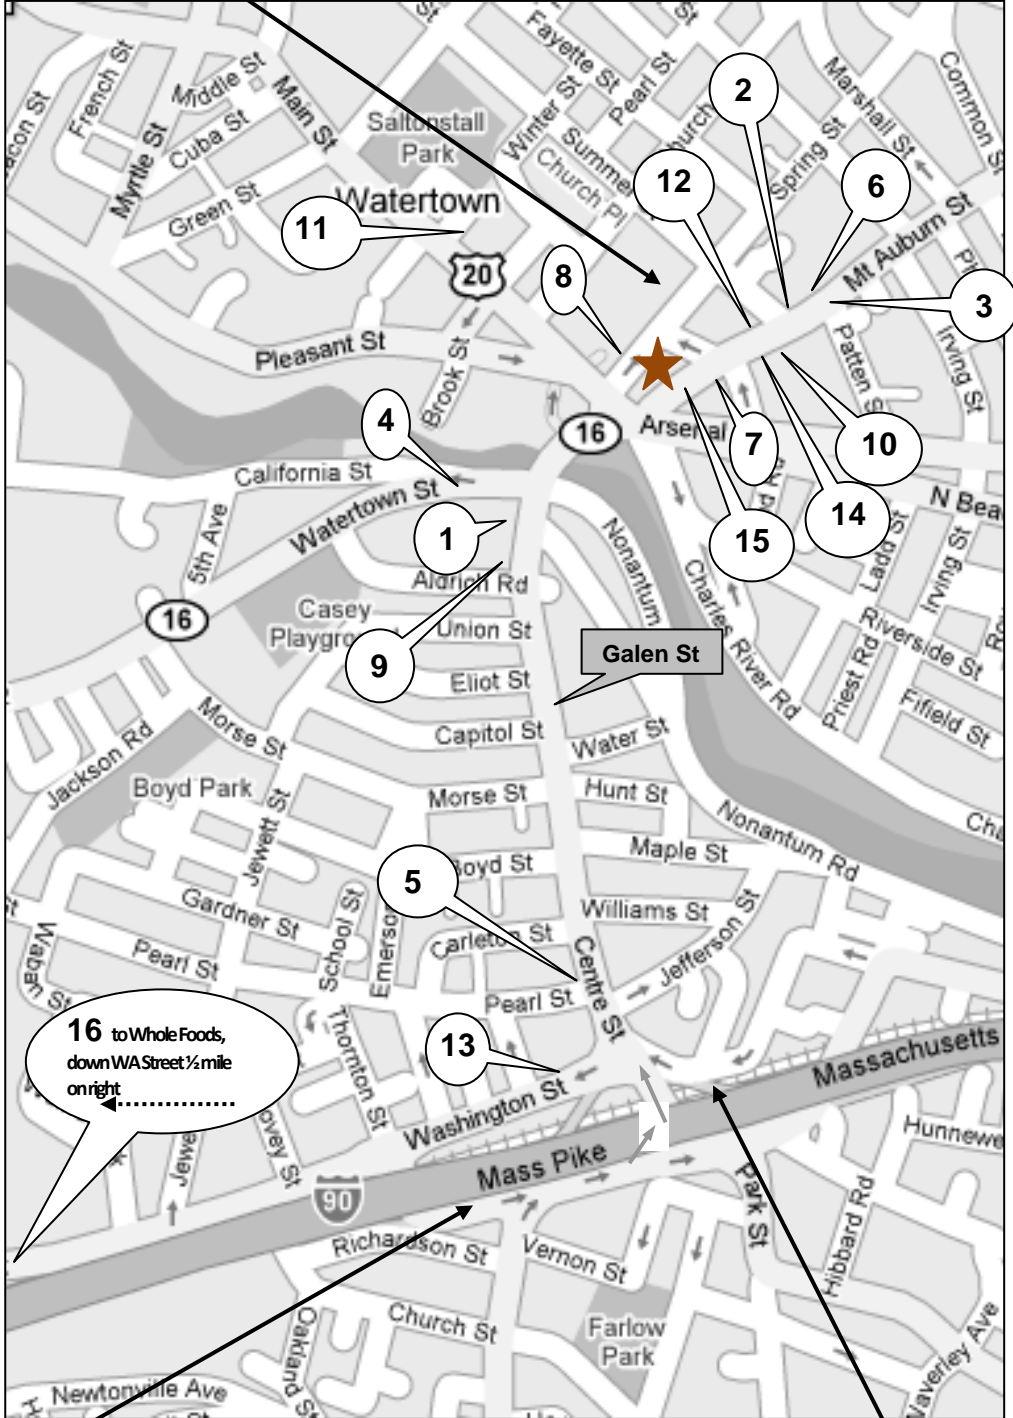 St
St
Fayette St
Pearl St
Marshall St
Common St
French St
Middle St
Main St
Winter St
2
Cuba St
Saltonstall
Park
Summer
Church
Spring St
Myrtle St
Church Pl
12
6
Green St
Watertown
Mt Auburn St
11
20
8
3
Pleasant St
Brook St
Patten St
Irving St
4
16
Arsenal
7
10
California St
Watertown St
N Bea
14
1
15
5th Ave
Nonantum
Ladd St
Irving St
Aldrich Rd
Charles River Rd
Casey
16
Union St
Riverside St
9
Galen St
Priest Rd
Eliot St
Fifield St
Morse St
Capitol St
Water St
Jackson Rd
Boyd Park
Morse St
Hunt St
Jewett St
Nonantum Rd
Cha
Maple St
5
Boyd St
Gardner St
School St
Emerson
Williams St
Jefferson St
Carleton St
Centre St
Pearl St
Pearl St
16 to Whole Foods,
down WA Street ½ mile
on right
Thornton St
13
Massachusetts
Washington St
Mass Pike
Hunnewe
Jewe
ovey St
90
Park St
Hibbard Rd
Richardson St
Vernon St
Church St
Oakland St
Farlow
Park
Waverley Ave
Newtonville Ave